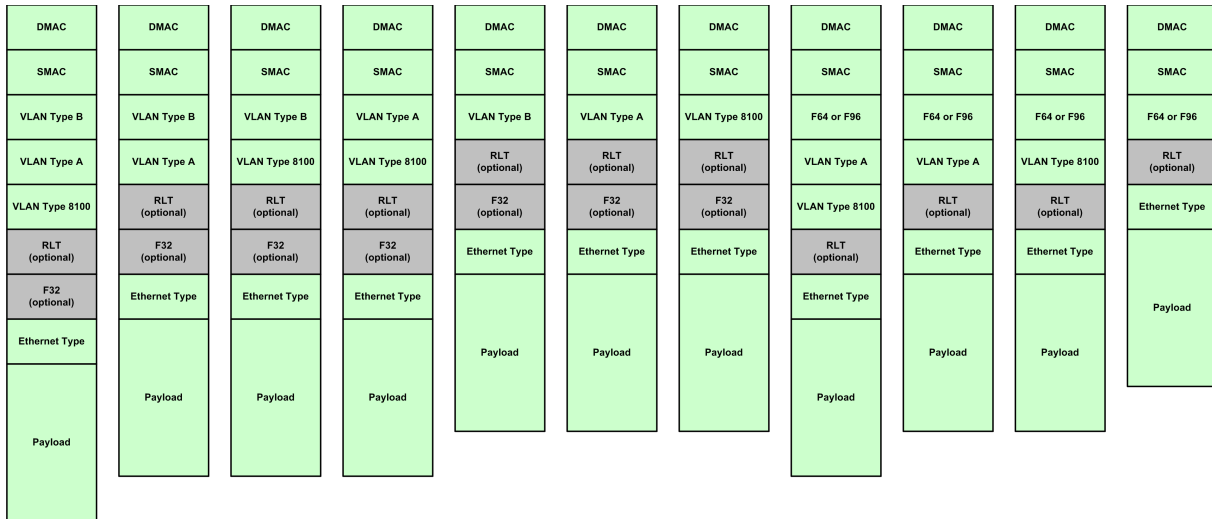 DMAC
SMAC
VLAN Type B
VLAN Type A
VLAN Type 8100
RLT
(optional)
F32
(optional)
Ethernet Type
Payload
DMAC
SMAC
VLAN Type B
VLAN Type A
RLT
(optional)
F32
(optional)
Ethernet Type
Payload
DMAC
SMAC
VLAN Type B
VLAN Type 8100
RLT
(optional)
F32
(optional)
Ethernet Type
Payload
DMAC
SMAC
VLAN Type A
VLAN Type 8100
RLT
(optional)
F32
(optional)
Ethernet Type
Payload
DMAC
SMAC
VLAN Type B
RLT
(optional)
F32
(optional)
Ethernet Type
Payload
DMAC
SMAC
VLAN Type A
RLT
(optional)
F32
(optional)
Ethernet Type
Payload
DMAC
SMAC
VLAN Type 8100
RLT
(optional)
F32
(optional)
Ethernet Type
Payload
DMAC
SMAC
F64 or F96
VLAN Type A
VLAN Type 8100
RLT
(optional)
Ethernet Type
Payload
DMAC
SMAC
F64 or F96
VLAN Type A
RLT
(optional)
Ethernet Type
Payload
DMAC
SMAC
F64 or F96
VLAN Type 8100
RLT
(optional)
Ethernet Type
Payload
DMAC
SMAC
F64 or F96
RLT
(optional)
Ethernet Type
Payload